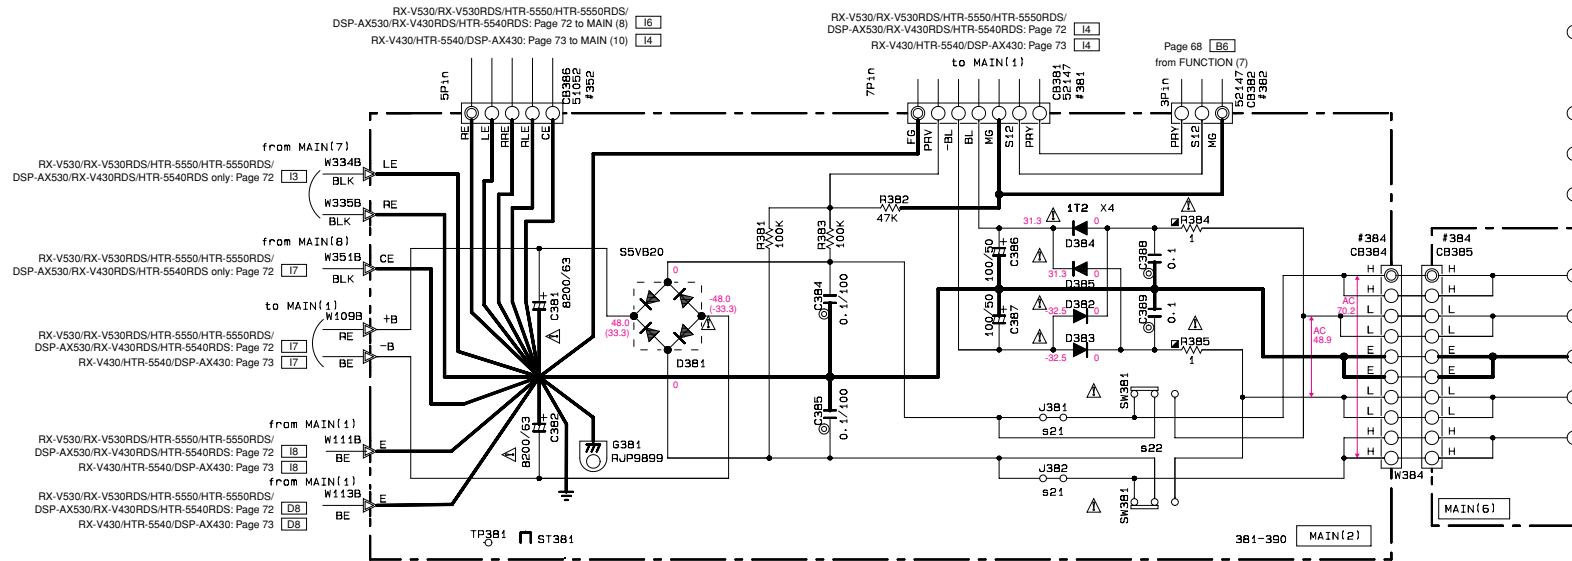 RX-V530/RX-V530RDS/HTR-5550/HTR-5550RDS/
DSP-AX530/RX-V430RDS/HTR-5540RDS: Page 72 to MAIN (8) I6
RX-V430/HTR-5540/DSP-AX430: Page 73 to MAIN (10) I4
RX-V530/RX-V530RDS/HTR-5550/HTR-5550RDS/
DSP-AX530/RX-V430RDS/HTR-5540RDS: Page 72 I4
RX-V430/HTR-5540/DSP-AX430: Page 73 I4
to MAIN(1)
Page 68 B6
from FUNCTION (7)
5Pin
CB386
51052
#352
7Pin
CB381
52147
#381
3Pin
52147
CB382
#382
RE
LE
RRE
RLE
CE
FG
PRV
-BL
BL
MG
S12
PRY
PRY
S12
MG
from MAIN(7)
RX-V530/RX-V530RDS/HTR-5550/HTR-5550RDS/
DSP-AX530/RX-V430RDS/HTR-5540RDS only: Page 72 I3
W334B
BLK
LE
W335B
BLK
RE
from MAIN(8)
RX-V530/RX-V530RDS/HTR-5550/HTR-5550RDS/
DSP-AX530/RX-V430RDS/HTR-5540RDS only: Page 72 I7
W351B
BLK
CE
to MAIN(1)
W109B
RE
+B
RX-V530/RX-V530RDS/HTR-5550/HTR-5550RDS/
DSP-AX530/RX-V430RDS/HTR-5540RDS: Page 72 I7
RX-V430/HTR-5540/DSP-AX430: Page 73 I7
BE
-B
from MAIN(1)
RX-V530/RX-V530RDS/HTR-5550/HTR-5550RDS/
DSP-AX530/RX-V430RDS/HTR-5540RDS: Page 72 I8
RX-V430/HTR-5540/DSP-AX430: Page 73 I8
W111B
BE
E
from MAIN(1)
RX-V530/RX-V530RDS/HTR-5550/HTR-5550RDS/
DSP-AX530/RX-V430RDS/HTR-5540RDS: Page 72 D8
RX-V430/HTR-5540/DSP-AX430: Page 73 D8
W113B
BE
E
C381
8200/63
C382
8200/63
S5VB20
0
-48.0
(-33.3)
48.0
(33.3)
D381
0
G381
RJP9899
R381
100K
R383
100K
R382
47K
C384
0.1/100
C385
0.1/100
C386
100/50
C387
100/50
1T2 X4
31.3
0
D384
31.3
0
D385
D382
-32.5
0
D383
-32.5
0
C388
0.1
C389
0.1
R384
1
R385
1
SW381
J381
s21
s22
J382
s21
SW381
AC
70.2
AC
48.9
#384
CB384
H
H
L
L
E
E
L
L
H
H
W384
#384
CB385
H
H
L
L
E
E
L
L
H
H
MAIN(6)
TP381
ST381
381-390
MAIN(2)